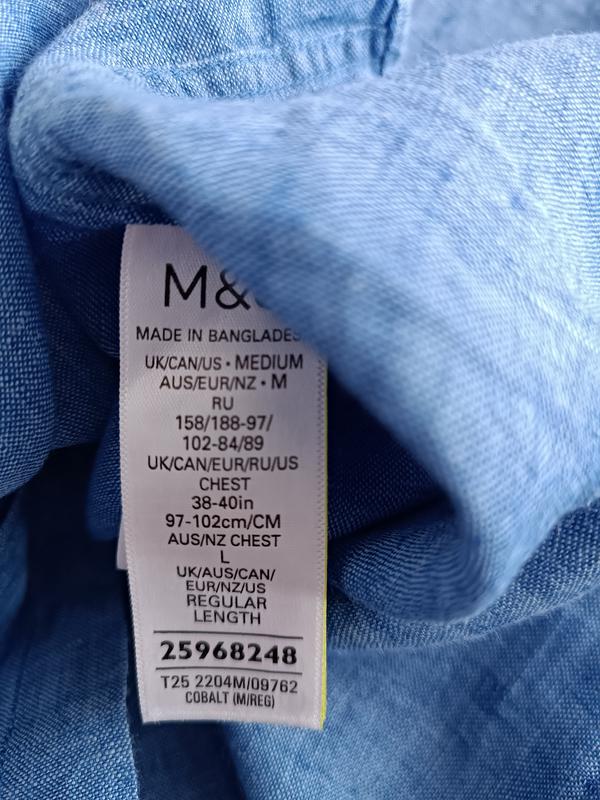 M&
MADE IN BANGLADES
UK/CAN/US • MEDIUM
AUS/EUR/NZ • M
RU
158/188-97/
102-84/89
UK/CAN/EUR/RU/US
CHEST
38-40in
97-102cm/CM
AUS/NZ CHEST
L
UK/AUS/CAN/
EUR/NZ/US
REGULAR
LENGTH
25968248
T25 2204M/09762
COBALT (M/REG)